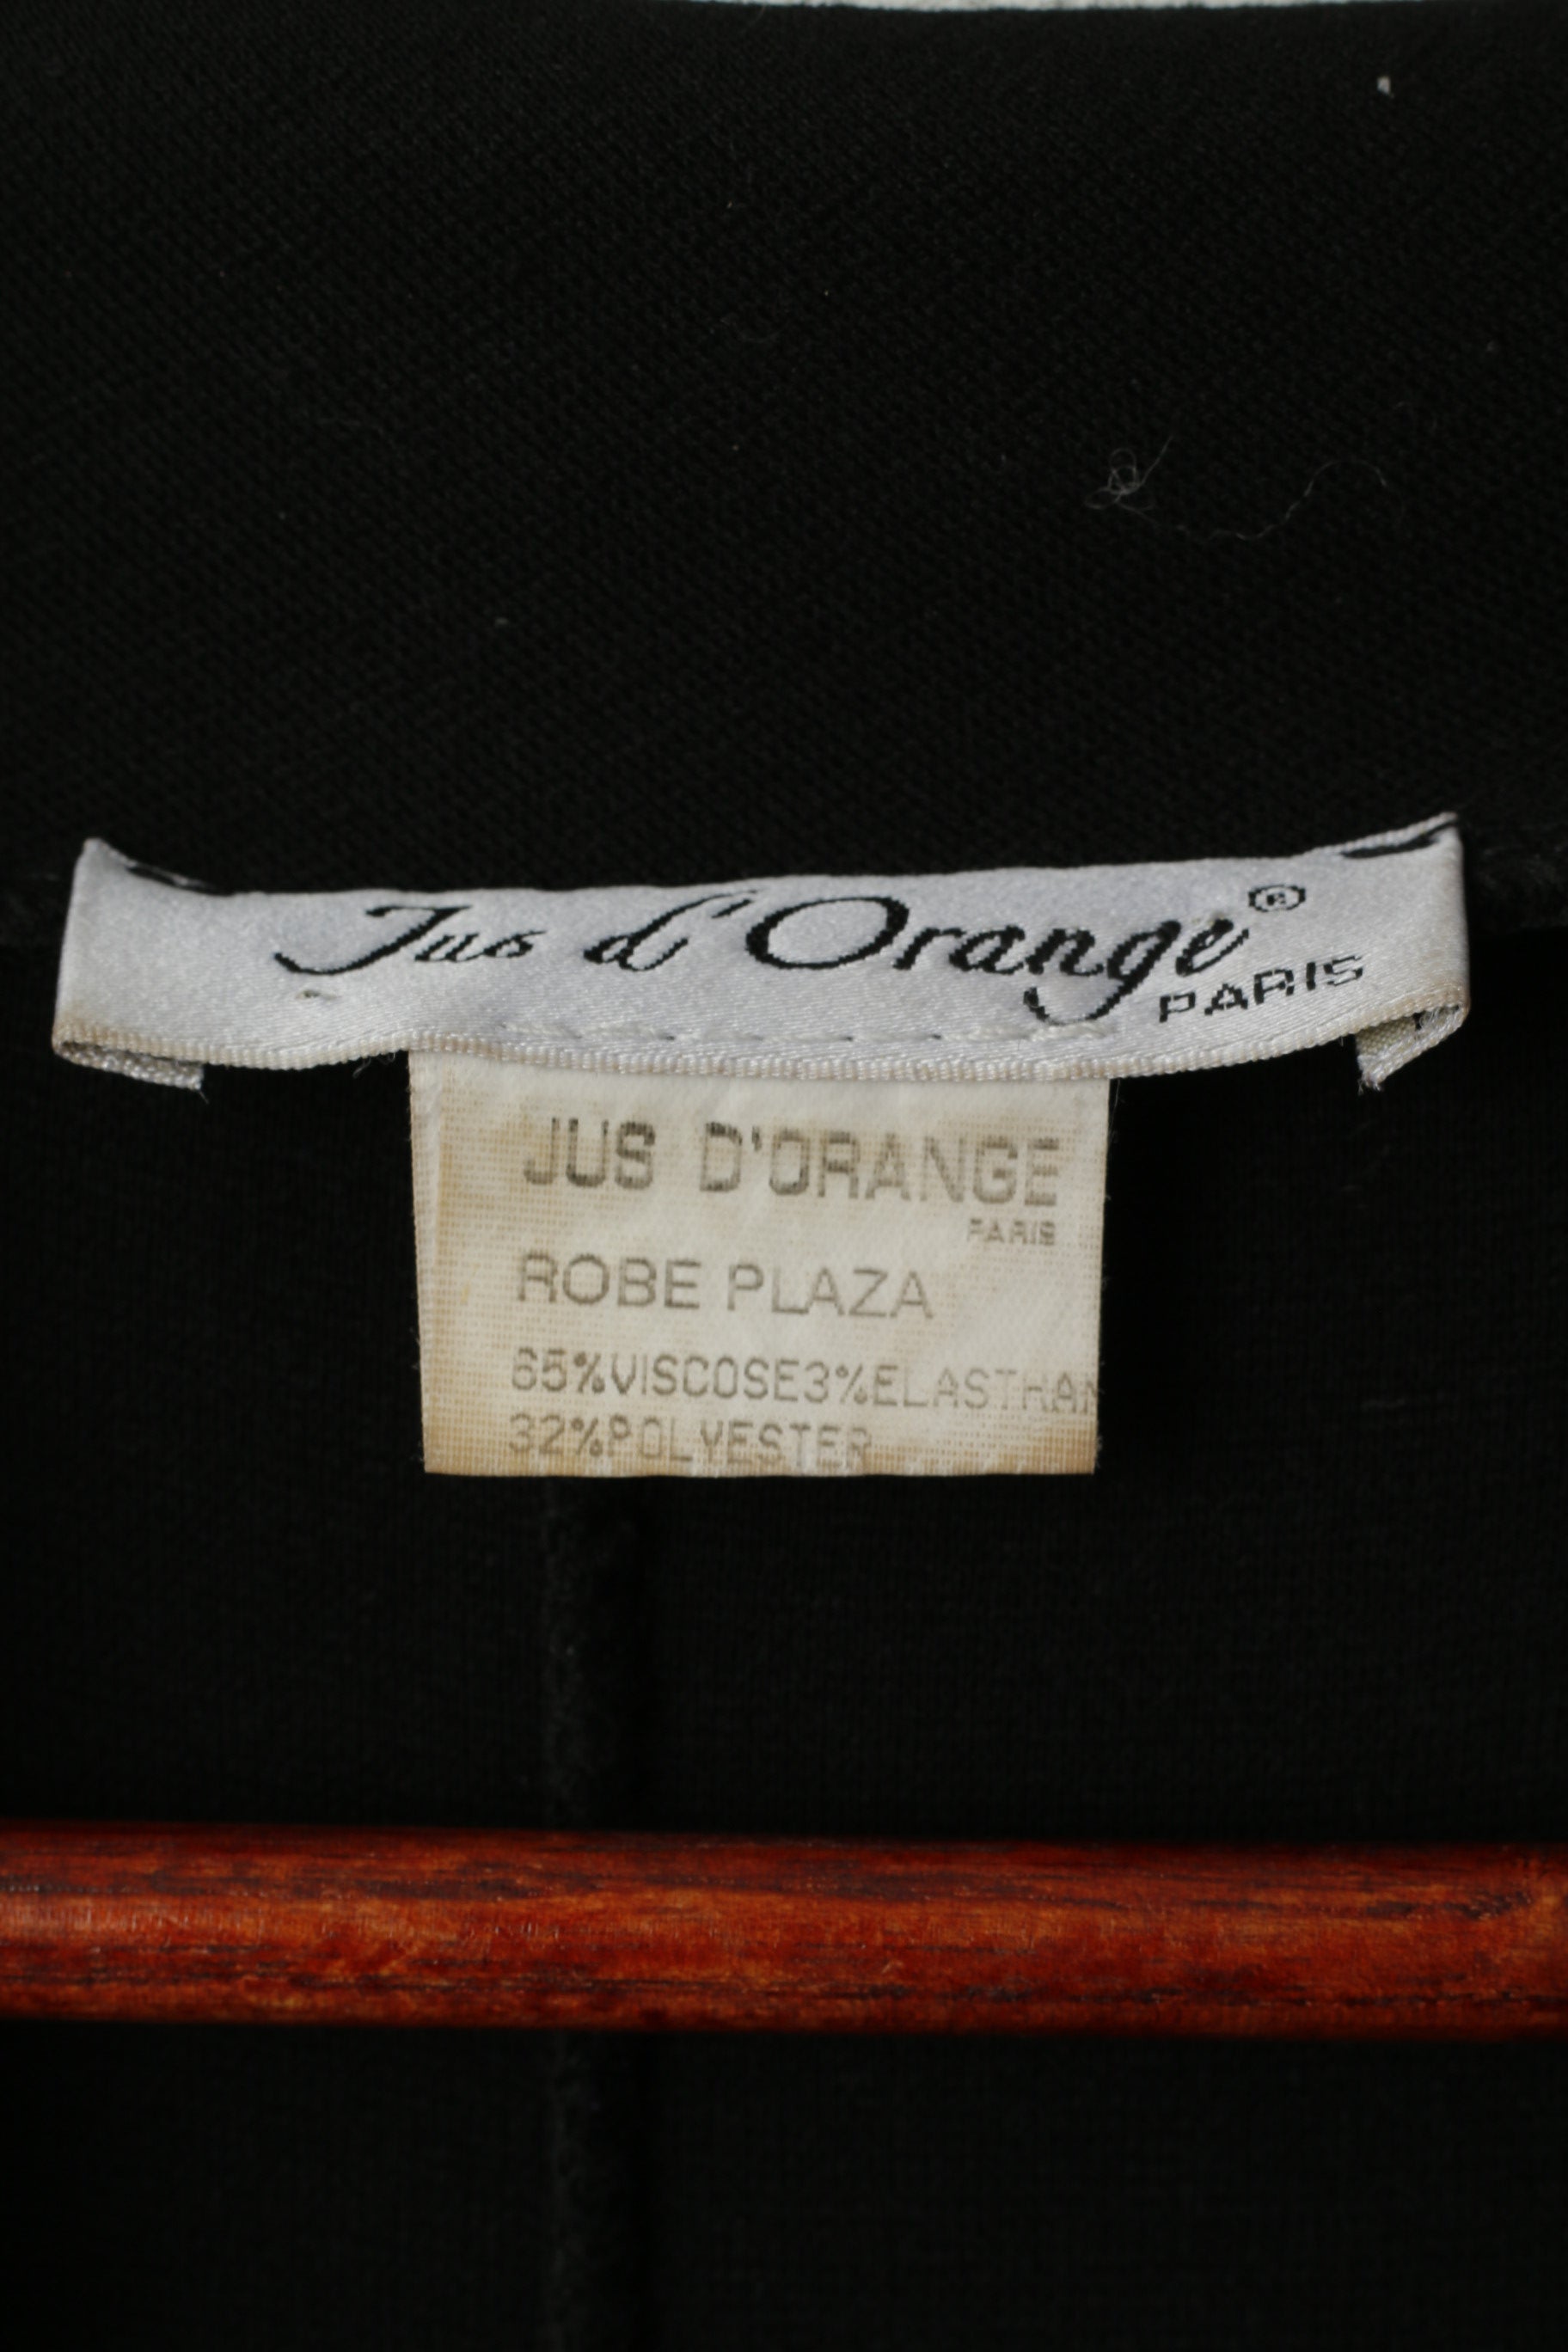 Jus d'Orange®
PARIS
JUS D'ORANGE
PARIS
ROBE PLAZA
65%VISCOSE3%ELASTHAN
32%POLYESTER